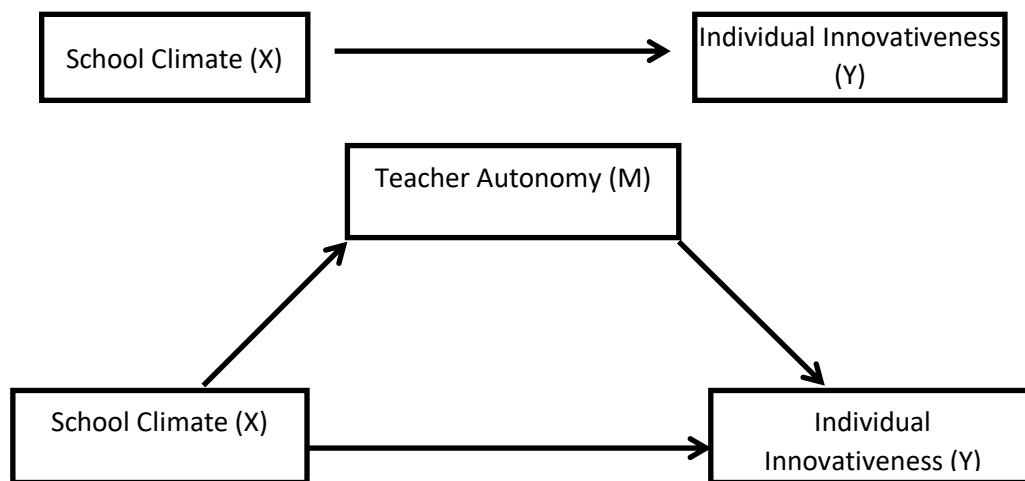 School Climate (X)
Individual Innovativeness
(Y)
Teacher Autonomy (M)
School Climate (X)
Individual
Innovativeness (Y)